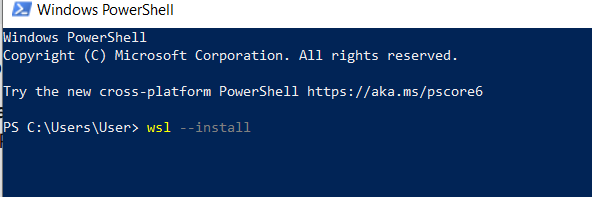 Windows PowerShell
Windows PowerShell
Copyright (C) Microsoft Corporation. All rights reserved.
Try the new cross-platform PowerShell https://aka.ms/pscore6
PS C:\Users\User> wsl --install